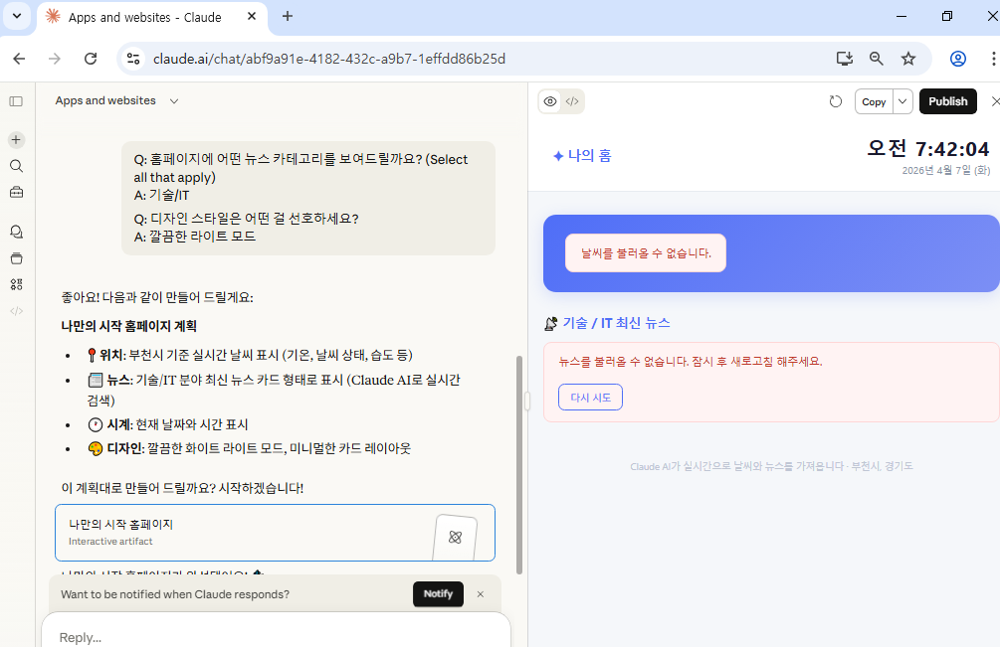 Apps and websites - Claude
claude.ai/chat/abf9a91e-4182-432c-a9b7-1effdd86b25d
Apps and websites
Q: 홈페이지에 어떤 뉴스 카테고리를 보여드릴까요? (Select
all that apply)
A: 기술/IT
Q: 디자인 스타일은 어떤 걸 선호하세요?
A: 깔끔한 라이트 모드
좋아요! 다음과 같이 만들어 드릴게요:
나만의 시작 홈페이지 계획
위치: 부천시 기준 실시간 날씨 표시 (기온, 날씨 상태, 습도 등)
뉴스: 기술/IT 분야 최신 뉴스 카드 형태로 표시 (Claude AI로 실시간
검색)
시계: 현재 날짜와 시간 표시
디자인: 깔끔한 화이트 라이트 모드, 미니멀한 카드 레이아웃
이 계획대로 만들어 드릴까요? 시작하겠습니다!
나만의 시작 홈페이지
Interactive artifact
Want to be notified when Claude responds?
Notify
Reply...
Copy
Publish
나의 홈
오전 7:42:04
2026년 4월 7일 (화)
날씨를 불러올 수 없습니다.
기술 / IT 최신 뉴스
뉴스를 불러올 수 없습니다. 잠시 후 새로고침 해주세요.
다시 시도
Claude AI가 실시간으로 날씨와 뉴스를 가져옵니다 · 부천시, 경기도